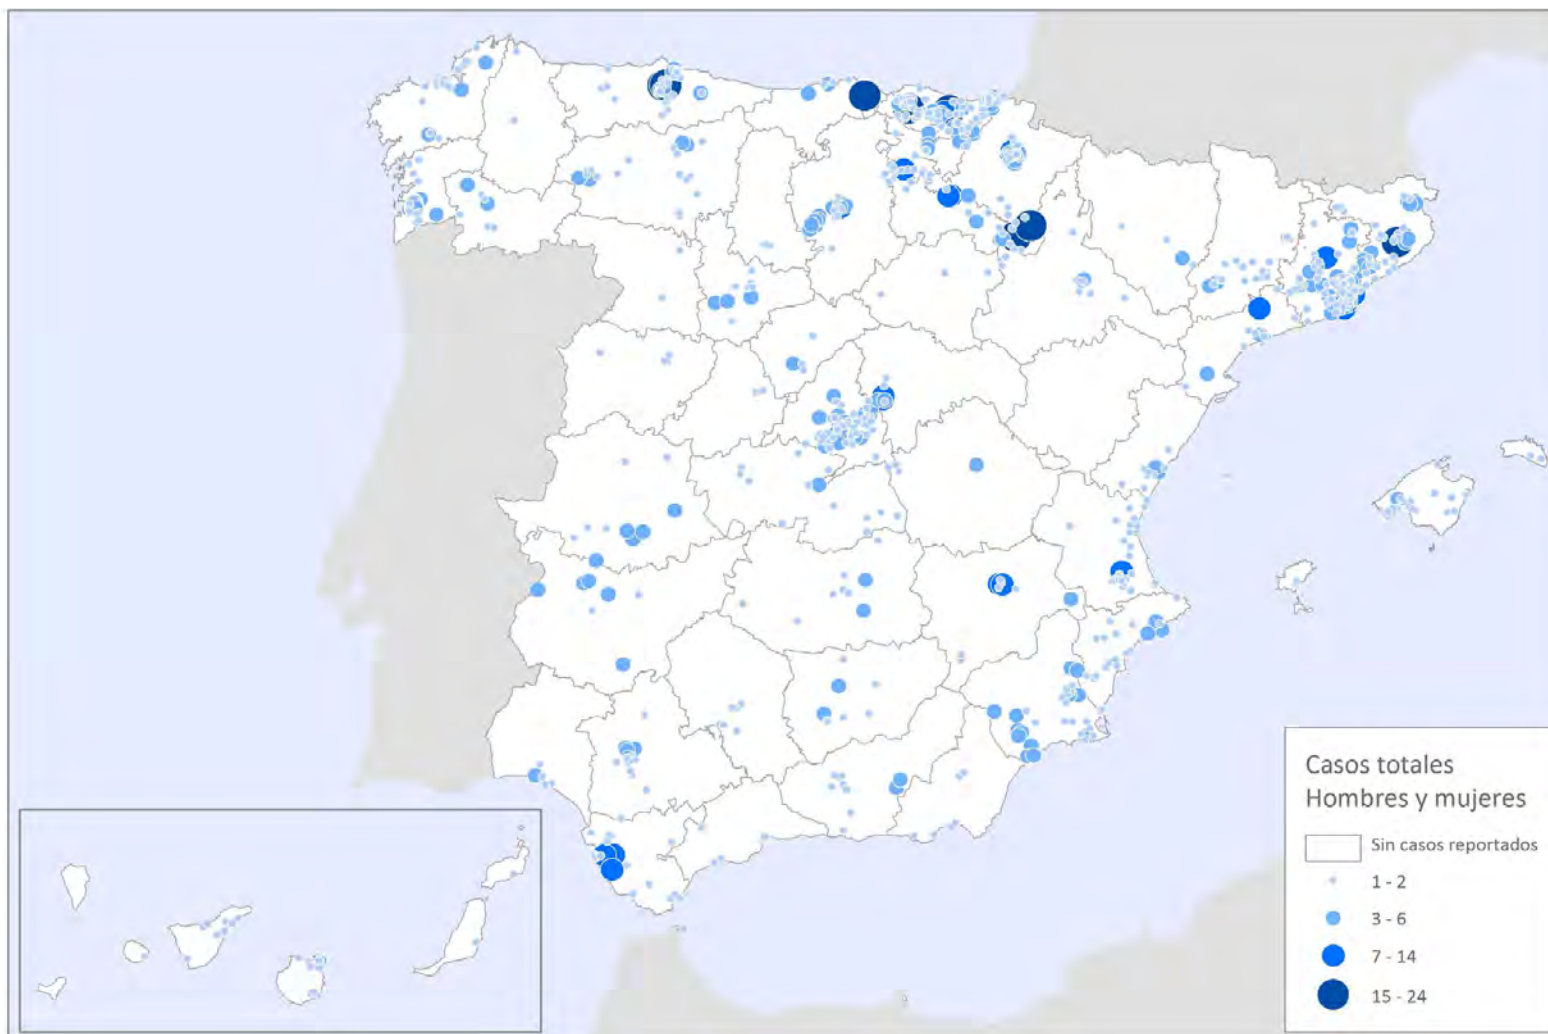 Casos totales
Hombres y mujeres
Sin casos reportados
1 - 2
3 - 6
7 - 14
15 - 24